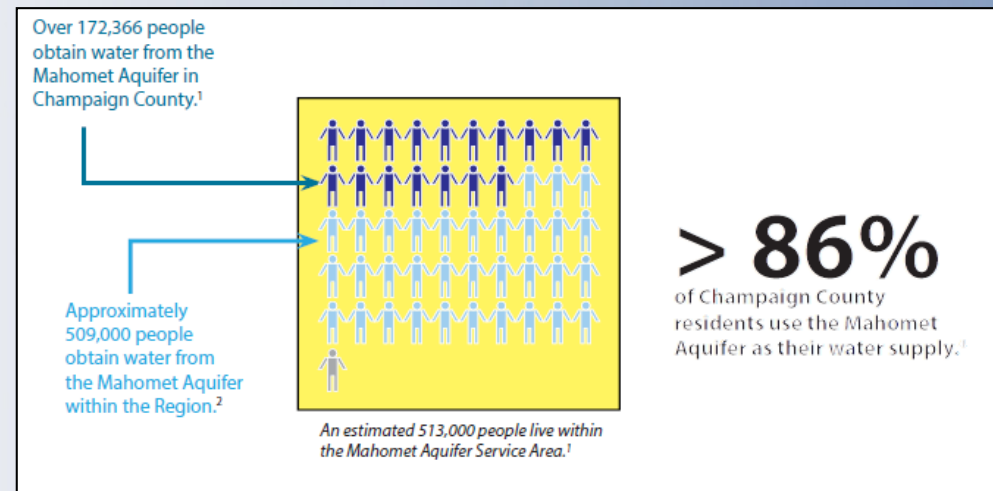 Over 172,366 people
obtain water from the
Mahomet Aquifer in
Champaign County.¹
Approximately
509,000 people
obtain water from
the Mahomet Aquifer
within the Region.²
An estimated 513,000 people live within
the Mahomet Aquifer Service Area.¹
> 86%
of Champaign County
residents use the Mahomet
Aquifer as their water supply.¹